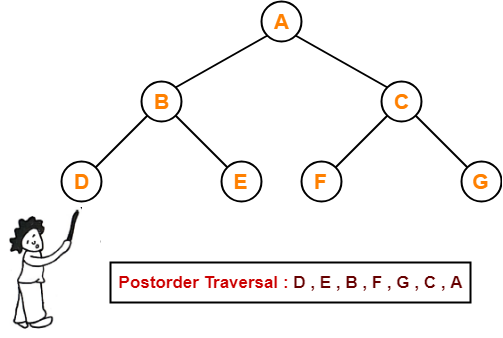 A
B C
D E F G
Postorder Traversal : D , E , B , F , G , C , A